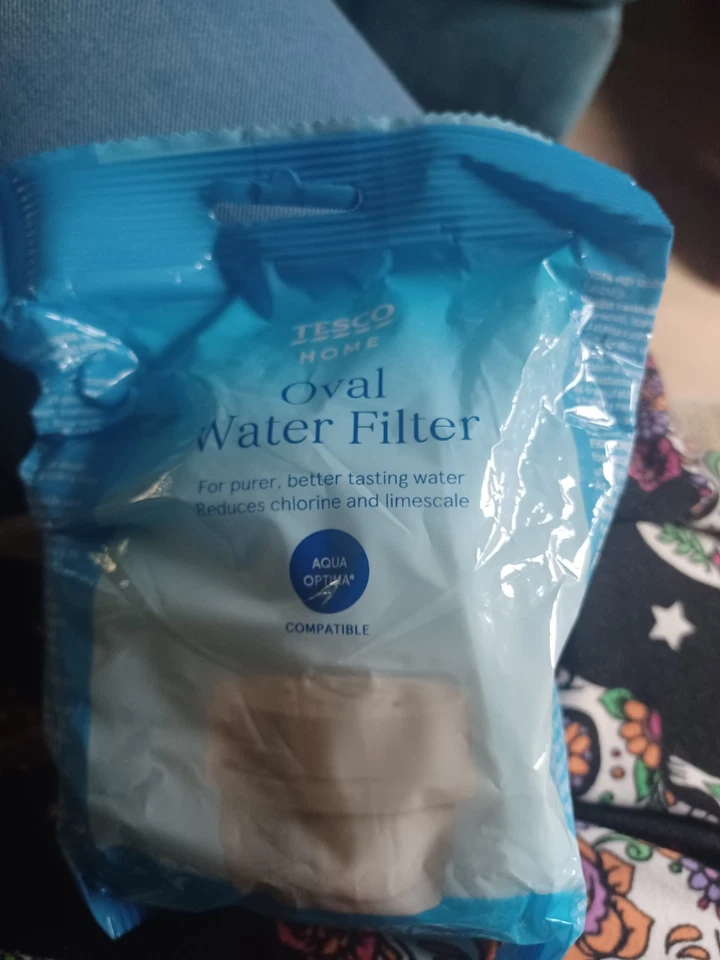 TESCO
HOME
Oval
Water Filter
For purer, better tasting water
Reduces chlorine and limescale
AQUA
OPTIMA*
COMPATIBLE